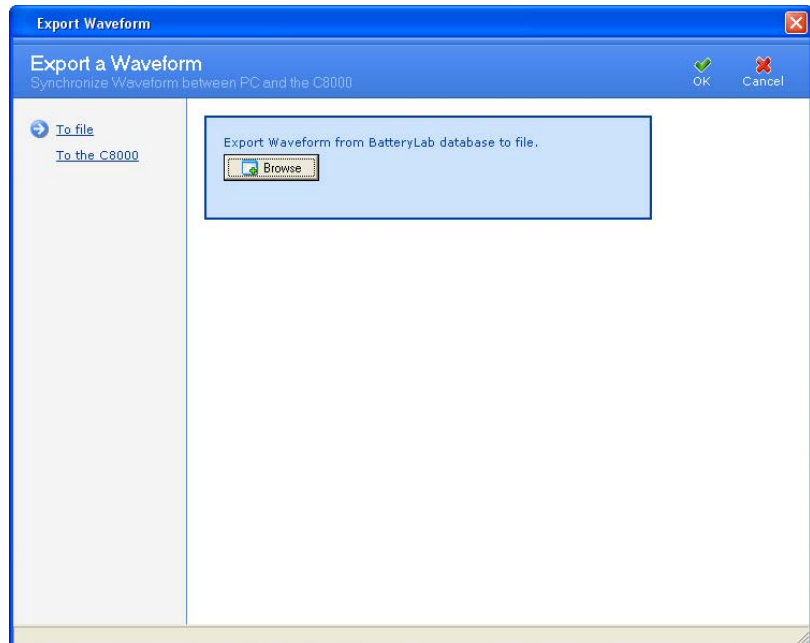 Export Waveform
Export a Waveform
Synchronize Waveform between PC and the C8000
OK
Cancel
To file
To the C8000
Export Waveform from BatteryLab database to file.
Browse